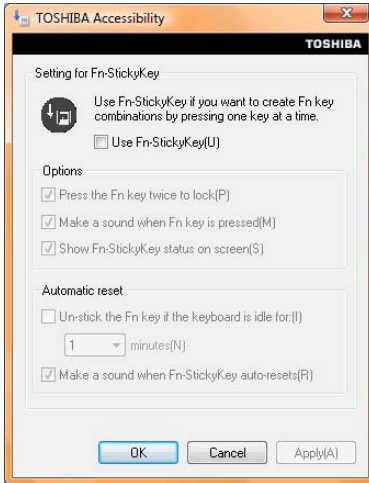 TOSHIBA Accessibility
TOSHIBA
Setting for Fn-StickyKey
Use Fn-StickyKey if you want to create Fn key
combinations by pressing one key at a time.
Use Fn-StickyKey(U)
Options
Press the Fn key twice to lock(P)
Make a sound when Fn key is pressed(M)
Show Fn-StickyKey status on screen(S)
Automatic reset
Un-stick the Fn key if the keyboard is idle for:(I)
1 minutes(N)
Make a sound when Fn-StickyKey auto-resets(R)
OK Cancel Apply(A)